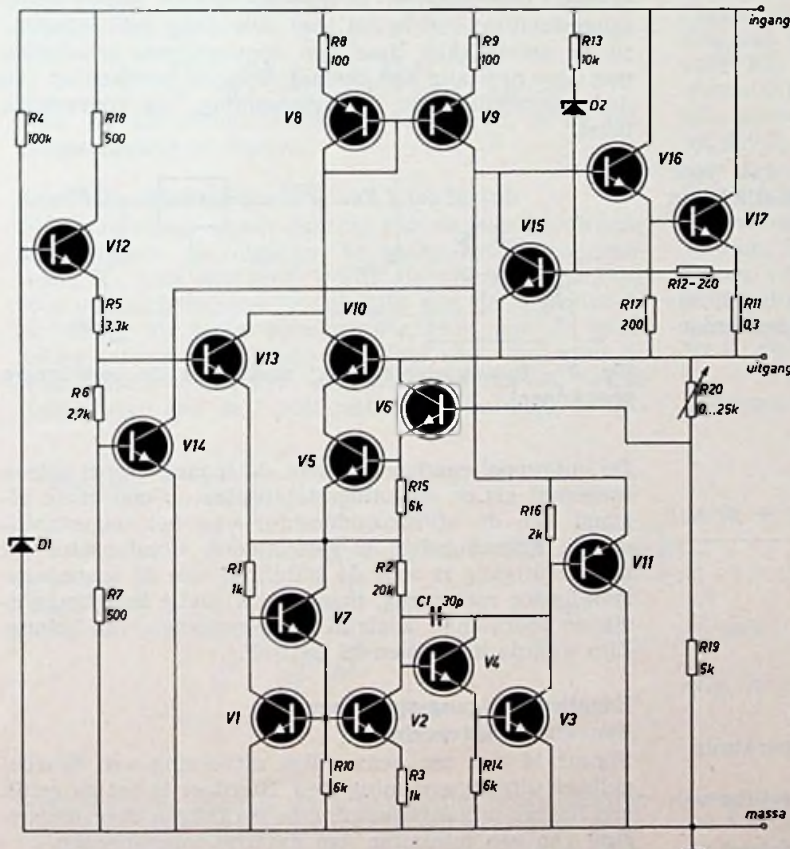 ingang
R8
100
R9
100
R13
10k
D2
R4
100k
R18
500
V8
V9
V16
V17
V12
V15
R12-240
R5
3,3k
V10
V13
R17
200
R11
0,3
uitgang
R6
2,7k
V6
R20
0...25k
V14
V5
R15
6k
R16
2k
D1
R1
1k
R2
20k
V11
R7
500
C1
30p
V7
V4
R19
5k
V1
V2
V3
R10
6k
R3
1k
R14
6k
massa